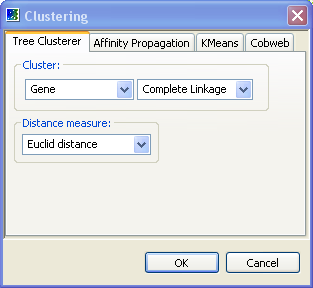 Clustering
Tree Clusterer Affinity Propagation KMeans Cobweb
Cluster:
Gene Complete Linkage
Distance measure:
Euclid distance
OK Cancel